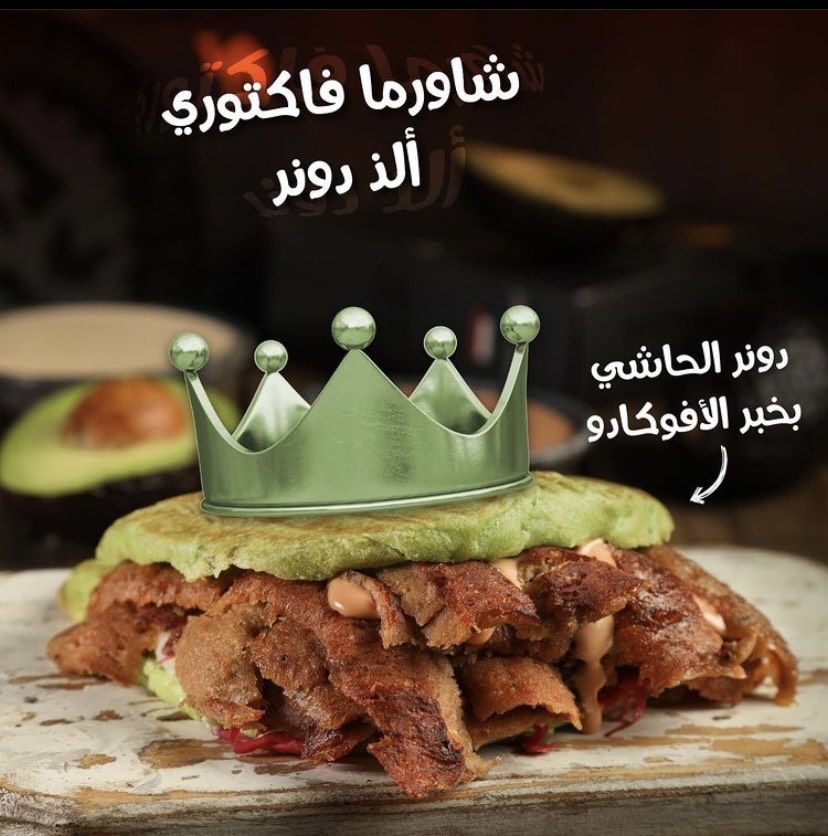 شاورما فاكتوري
ألذ دونر
دونر الحاشي
بخبز الأفوكادو